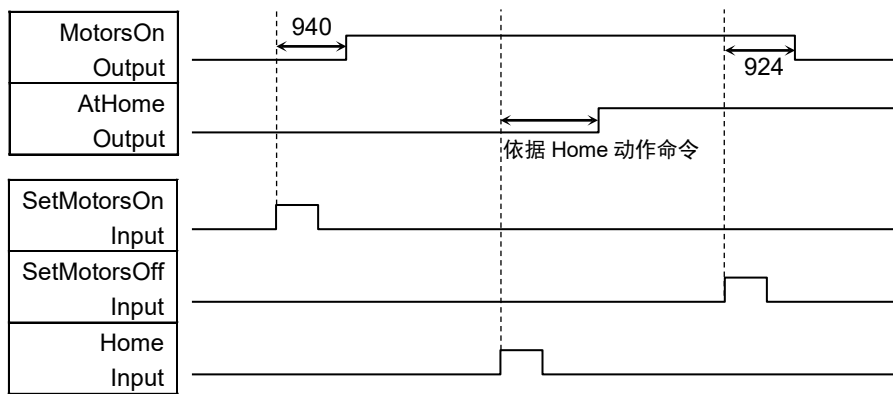 MotorsOn
Output
940
924
AtHome
Output
依据 Home 动作命令
SetMotorsOn
Input
SetMotorsOff
Input
Home
Input